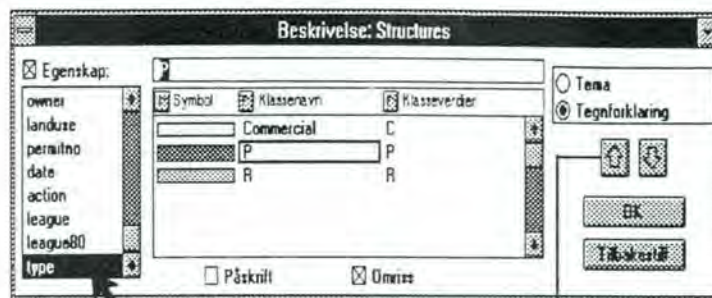 Beskrivelse: Structures
Egenskap:
P
owner
landuse
permitno
date
action
league
league80
type
Symbol Klassenavn Klasseverdier
Commercial C
P P
R R
Påskrift Omriss
Tema
Tegnforklaring
OK
Tilbakestill